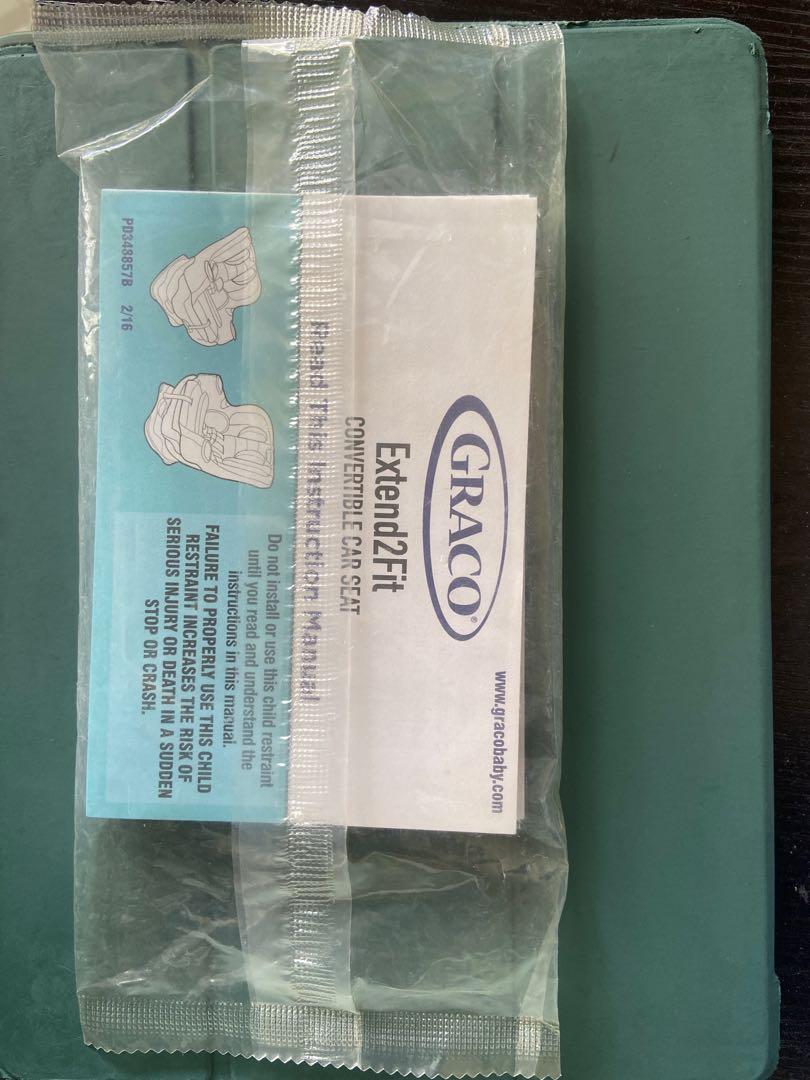 www.gracobaby.com
GRACO®
Extend2Fit
CONVERTIBLE CAR SEAT
Read This Instruction Manual
Do not install or use this child restraint
until you read and understand the
instructions in this manual.
FAILURE TO PROPERLY USE THIS CHILD
RESTRAINT INCREASES THE RISK OF
SERIOUS INJURY OR DEATH IN A SUDDEN
STOP OR CRASH.
PD348857B 2/16